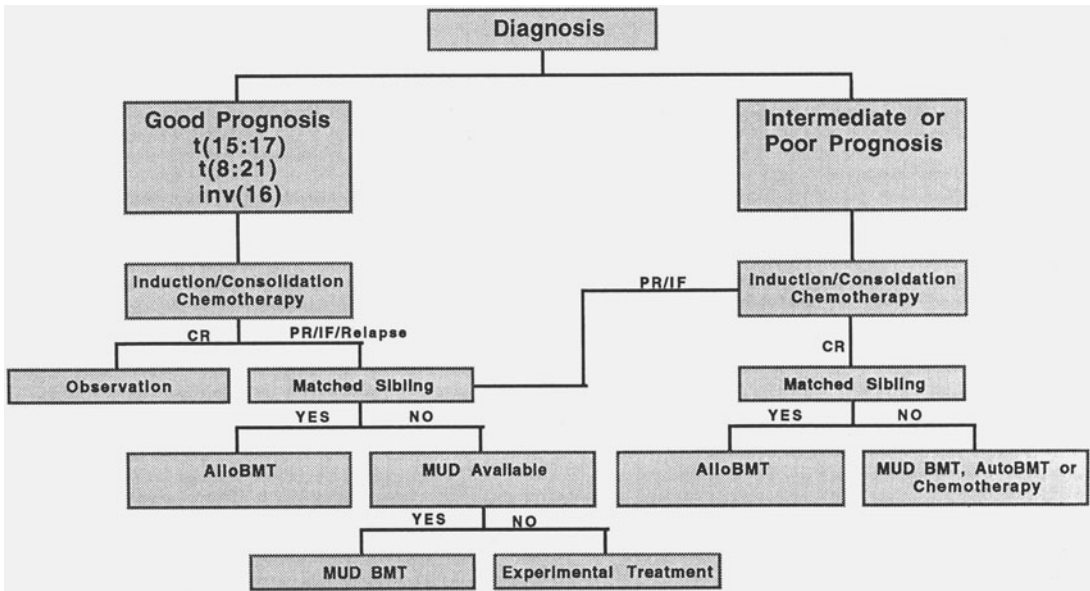 Diagnosis
Good Prognosis
t(15:17)
t(8:21)
inv(16)
Intermediate or
Poor Prognosis
Induction/Consolidation
Chemotherapy
PR/IF
Induction/Consoldation
Chemotherapy
CR
PR/IF/Relapse
CR
Observation
Matched Sibling
Matched Sibling
YES
NO
YES
NO
AlloBMT
MUD Available
AlloBMT
MUD BMT, AutoBMT or
Chemotherapy
YES
NO
MUD BMT
Experimental Treatment